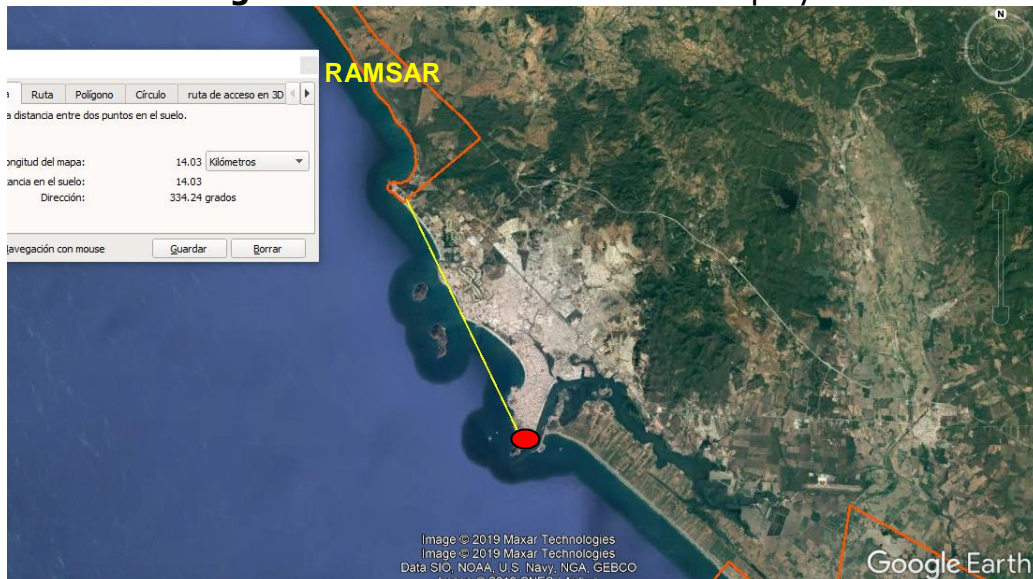 RAMSAR
Ruta Polígono Círculo ruta de acceso en 3D
a distancia entre dos puntos en el suelo.
ongitud del mapa: 14.03 Kilómetros
tancia en el suelo: 14.03
Dirección: 334.24 grados
Navegación con mouse Guardar Borrar
N
Image © 2019 Maxar Technologies
Image © 2019 Maxar Technologies
Data SIO, NOAA, U.S. Navy, NGA, GEBCO
Google Earth